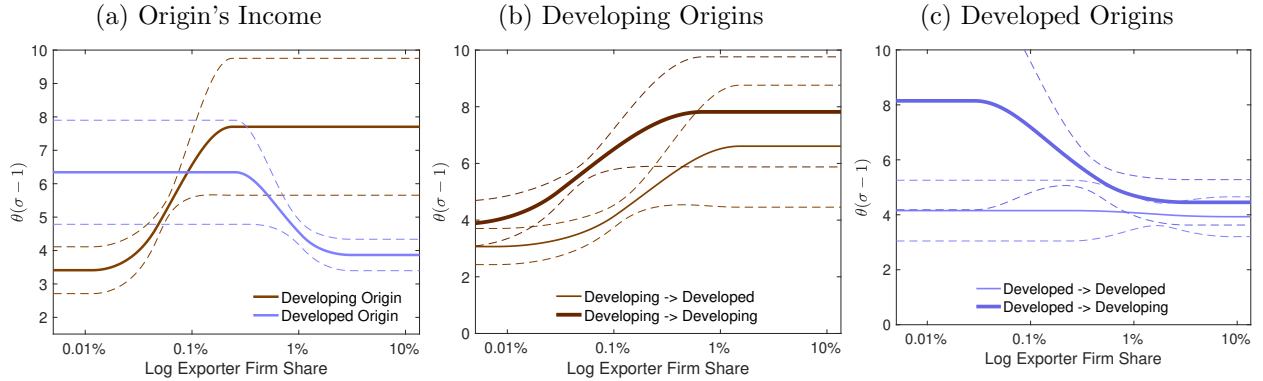 (a) Origin's Income
10
9
8
7
6
5
4
3
2
θ(σ − 1)
0.01%
0.1%
1%
10%
Log Exporter Firm Share
Developing Origin
Developed Origin
(b) Developing Origins
10
8
6
4
2
0
θ(σ − 1)
0.01%
0.1%
1%
10%
Log Exporter Firm Share
Developing -> Developed
Developing -> Developing
(c) Developed Origins
10
8
6
4
2
0
θ(σ − 1)
0.01%
0.1%
1%
10%
Log Exporter Firm Share
Developed -> Developed
Developed -> Developing